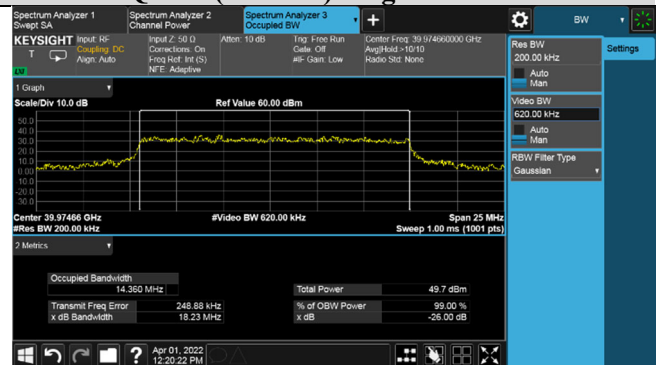 Spectrum Analyzer 1
Swept SA
Spectrum Analyzer 2
Channel Power
Spectrum Analyzer 3
Occupied BW
BW
KEYSIGHT
Input: RF
Coupling: DC
Align: Auto
Input Z: 50 Ω
Corrections: On
Freq Ref: Int (S)
NFE: Adaptive
Atten: 10 dB
Trig: Free Run
Gate: Off
#IF Gain: Low
Center Freq: 39.974660000 GHz
Avg|Hold:>10/10
Radio Std: None
T
LU
1 Graph
Scale/Div 10.0 dB
Ref Value 60.00 dBm
50.0
40.0
30.0
20.0
10.0
0.00
-10.0
-20.0
-30.0
Center 39.97466 GHz
#Video BW 620.00 kHz
Span 25 MHz
#Res BW 200.00 kHz
Sweep 1.00 ms (1001 pts)
2 Metrics
Occupied Bandwidth
14.360 MHz
Total Power 49.7 dBm
Transmit Freq Error 248.88 kHz
% of OBW Power 99.00 %
x dB Bandwidth 18.23 MHz
x dB -26.00 dB
Res BW
200.00 kHz
Auto
Man
Video BW
620.00 kHz
Auto
Man
RBW Filter Type
Gaussian
Settings
?
Apr 01, 2022
12:20:22 PM